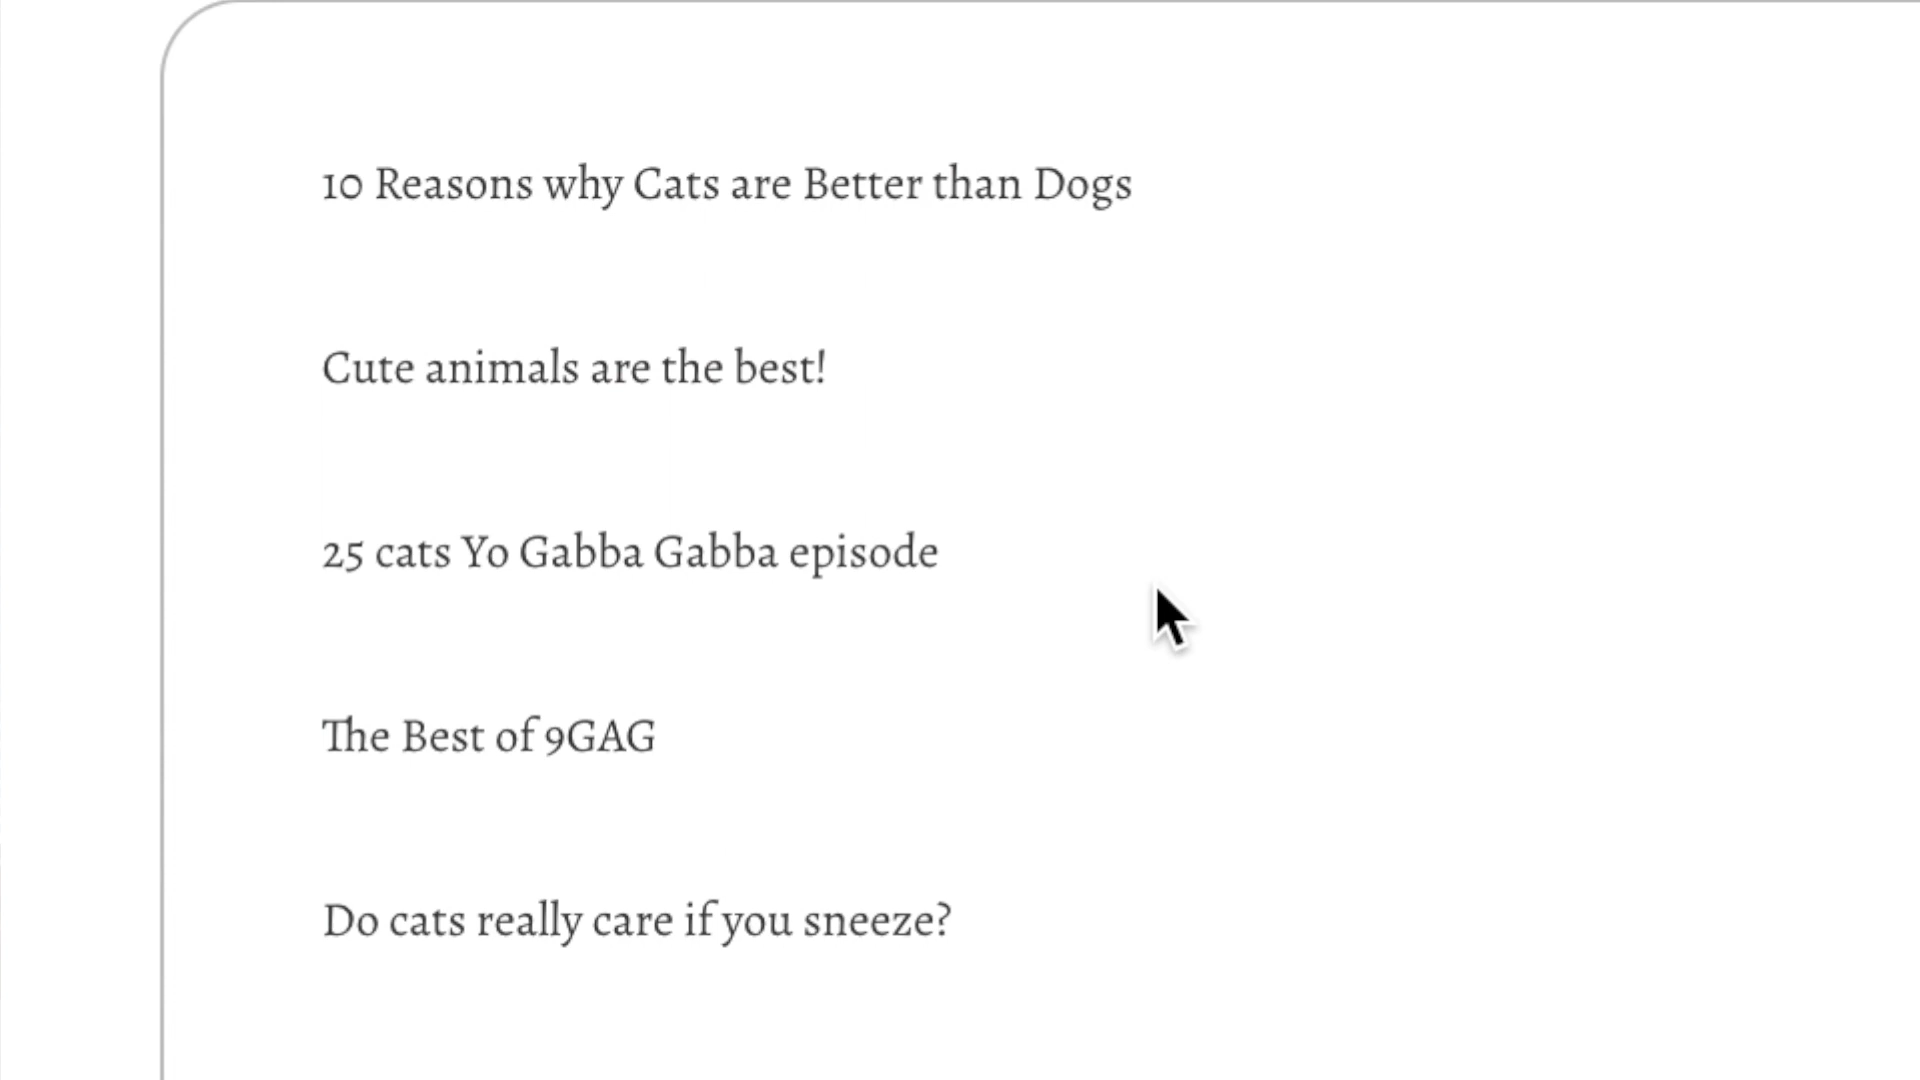 10 Reasons why Cats are Better than Dogs
Cute animals are the best!
25 cats Yo Gabba Gabba episode
The Best of 9GAG
Do cats really care if you sneeze?